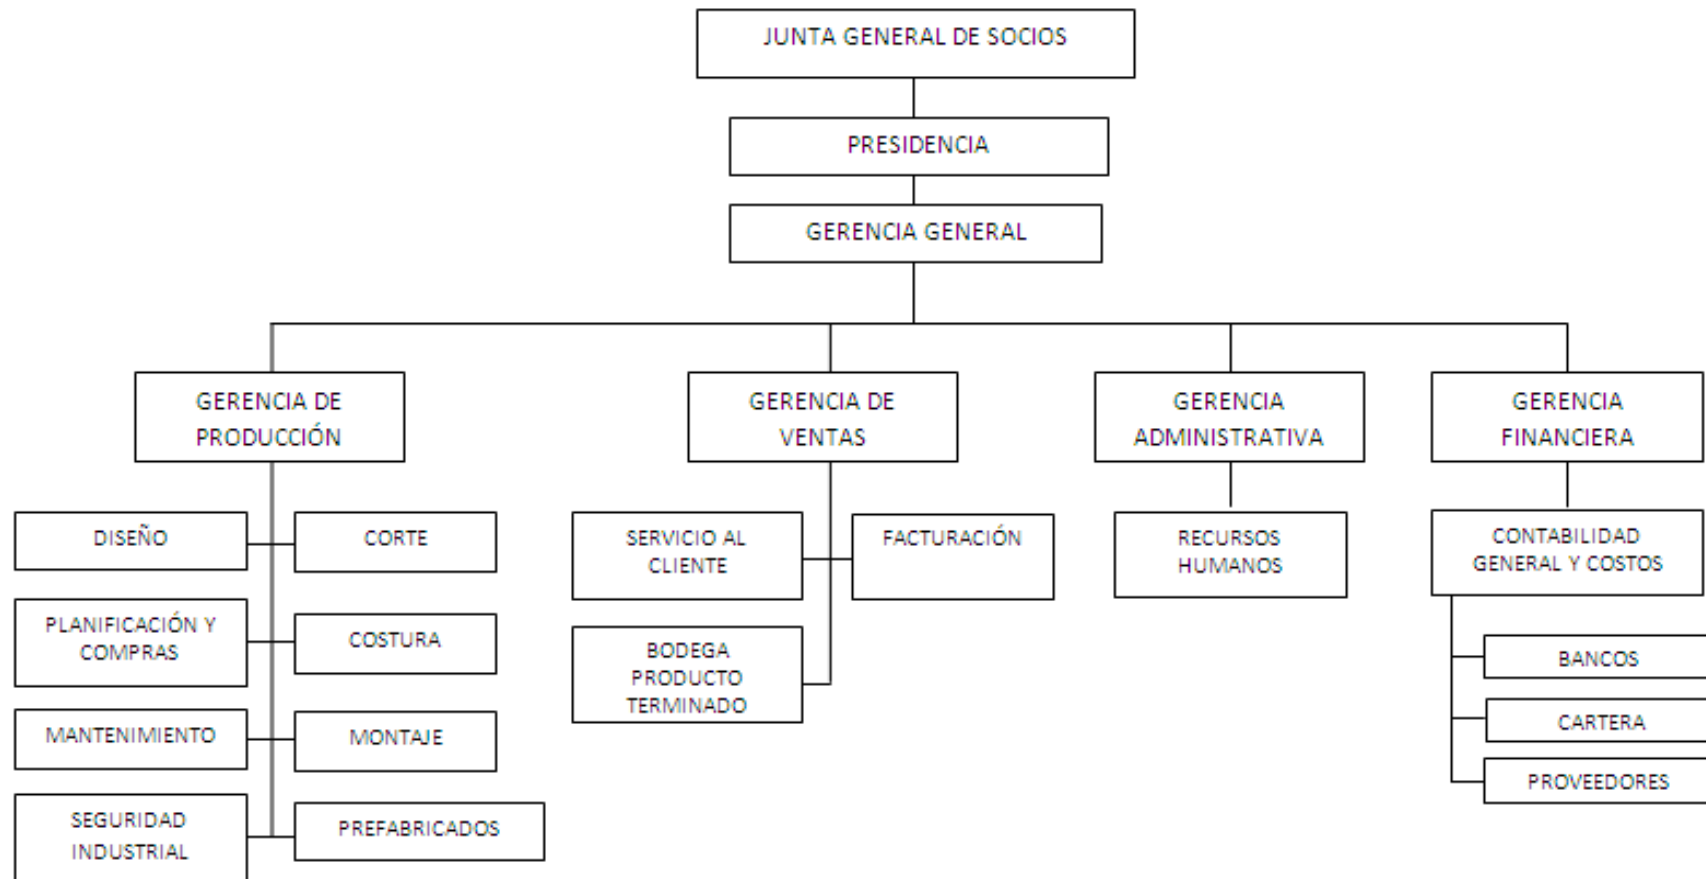 JUNTA GENERAL DE SOCIOS
PRESIDENCIA
GERENCIA GENERAL
GERENCIA DE
PRODUCCIÓN
GERENCIA DE
VENTAS
GERENCIA
ADMINISTRATIVA
GERENCIA
FINANCIERA
DISEÑO
CORTE
PLANIFICACIÓN Y
COMPRAS
COSTURA
MANTENIMIENTO
MONTAJE
SEGURIDAD
INDUSTRIAL
PREFABRICADOS
SERVICIO AL
CLIENTE
FACTURACIÓN
BODEGA
PRODUCTO
TERMINADO
RECURSOS
HUMANOS
CONTABILIDAD
GENERAL Y COSTOS
BANCOS
CARTERA
PROVEEDORES